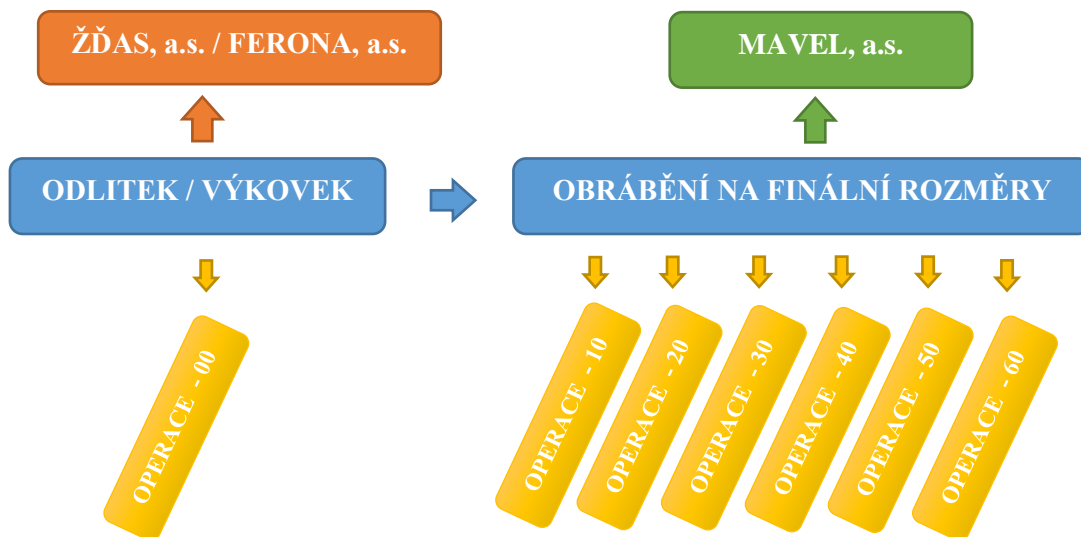 ŽĎAS, a.s. / FERONA, a.s.
MAVEL, a.s.
ODLITEK / VÝKOVEK
OBRÁBĚNÍ NA FINÁLNÍ ROZMĚRY
OPERACE - 00
OPERACE - 10
OPERACE - 20
OPERACE - 30
OPERACE - 40
OPERACE - 50
OPERACE - 60